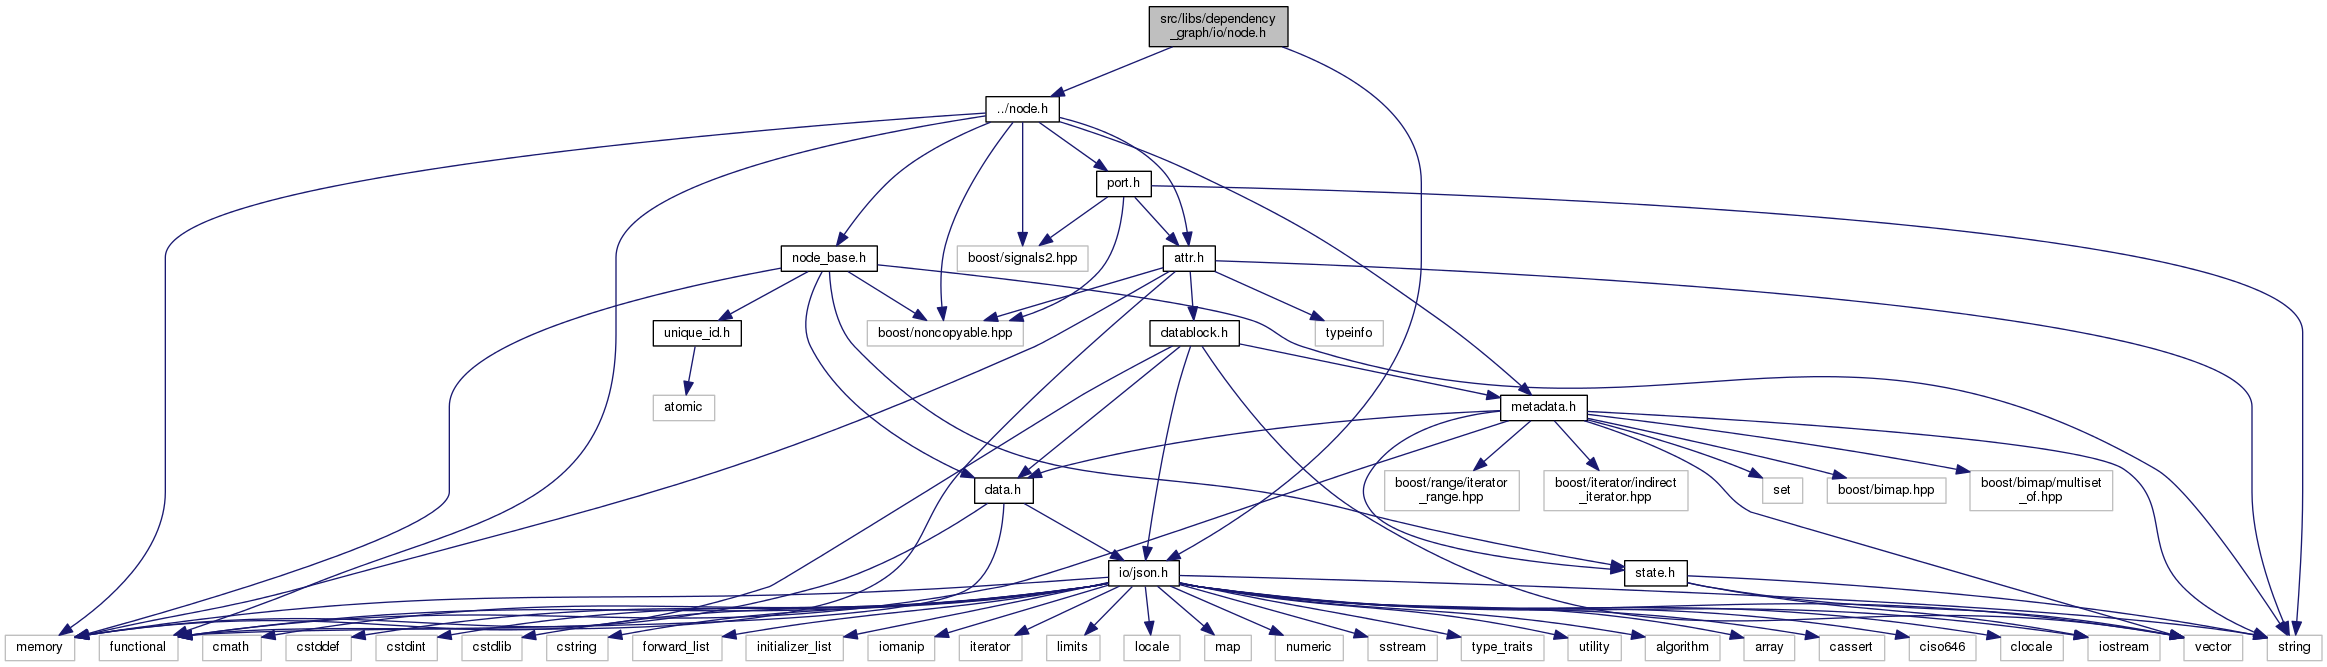 src/libs/dependency
_graph/io/node.h
../node.h
port.h
node_base.h
boost/signals2.hpp
attr.h
unique_id.h
boost/noncopyable.hpp
datablock.h
typeinfo
atomic
metadata.h
data.h
boost/range/iterator
_range.hpp
boost/iterator/indirect
_iterator.hpp
set
boost/bimap.hpp
boost/bimap/multiset
_of.hpp
io/json.h
state.h
memory
functional
cmath
cstddef
cstdint
cstdlib
cstring
forward_list
initializer_list
iomanip
iterator
limits
locale
map
numeric
sstream
type_traits
utility
algorithm
array
cassert
ciso646
clocale
iostream
vector
string